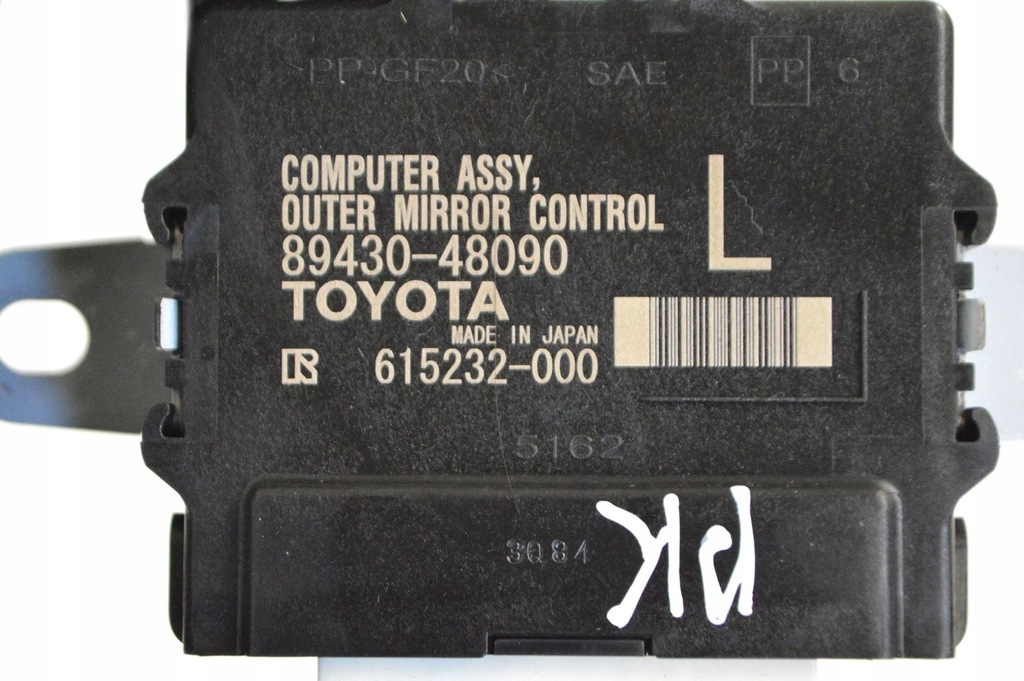 >PP-GF20< SAE PP 6
COMPUTER ASSY,
OUTER MIRROR CONTROL
L
89430-48090
TOYOTA
MADE IN JAPAN
615232-000
5162
3Q84